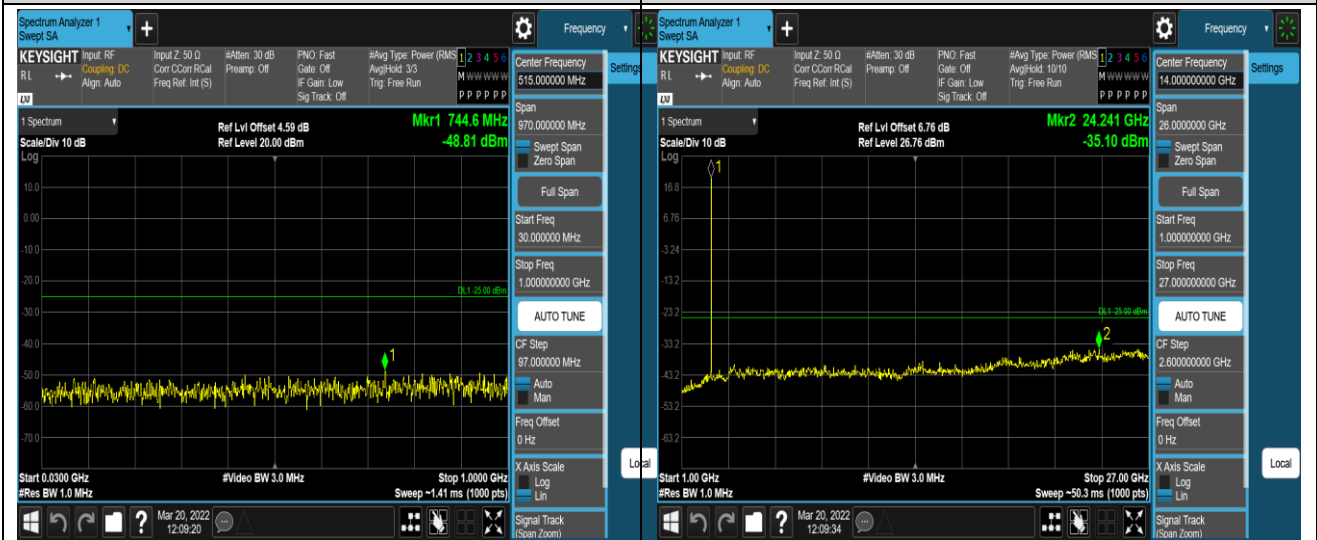 Spectrum Analyzer 1
Swept SA
Frequency
KEYSIGHT
RL
Input: RF
Coupling: DC
Align: Auto
Input Z: 50 Ω
Corr CCorr RCal
Freq Ref: Int (S)
#Atten: 30 dB
Preamp: Off
PNO: Fast
Gate: Off
IF Gain: Low
Sig Track: Off
#Avg Type: Power (RMS
Avg|Hold: 3/3
Trig: Free Run
1 2 3 4 5 6
M W W W W W
P P P P P P
Center Frequency
515.000000 MHz
Settings
1 Spectrum
Scale/Div 10 dB
Log
Ref Lvl Offset 4.59 dB
Ref Level 20.00 dBm
Mkr1 744.6 MHz
-48.81 dBm
Span
970.000000 MHz
Swept Span
Zero Span
Full Span
Start Freq
30.000000 MHz
Stop Freq
1.000000000 GHz
AUTO TUNE
CF Step
97.000000 MHz
Auto
Man
Freq Offset
0 Hz
X Axis Scale
Log
Lin
Signal Track
(Span Zoom)
Local
10.0
0.00
-10.0
-20.0
-30.0
-40.0
-50.0
-60.0
-70.0
DL1 -25.00 dBm
1
Start 0.0300 GHz
#Res BW 1.0 MHz
#Video BW 3.0 MHz
Stop 1.0000 GHz
Sweep ~1.41 ms (1000 pts)
?
Mar 20, 2022
12:09:20
Spectrum Analyzer 1
Swept SA
Frequency
KEYSIGHT
RL
Input: RF
Coupling: DC
Align: Auto
Input Z: 50 Ω
Corr CCorr RCal
Freq Ref: Int (S)
#Atten: 30 dB
Preamp: Off
PNO: Fast
Gate: Off
IF Gain: Low
Sig Track: Off
#Avg Type: Power (RMS
Avg|Hold: 10/10
Trig: Free Run
1 2 3 4 5 6
M W W W W W
P P P P P P
Center Frequency
14.000000000 GHz
Settings
1 Spectrum
Scale/Div 10 dB
Log
Ref Lvl Offset 6.76 dB
Ref Level 26.76 dBm
Mkr2 24.241 GHz
-35.10 dBm
Span
26.0000000 GHz
Swept Span
Zero Span
Full Span
Start Freq
1.000000000 GHz
Stop Freq
27.000000000 GHz
AUTO TUNE
CF Step
2.600000000 GHz
Auto
Man
Freq Offset
0 Hz
X Axis Scale
Log
Lin
Signal Track
(Span Zoom)
Local
1
16.8
6.76
-3.24
-13.2
-23.2
-33.2
-43.2
-53.2
-63.2
DL1 -25.00 dBm
2
Start 1.00 GHz
#Res BW 1.0 MHz
#Video BW 3.0 MHz
Stop 27.00 GHz
Sweep ~50.3 ms (1000 pts)
?
Mar 20, 2022
12:09:34